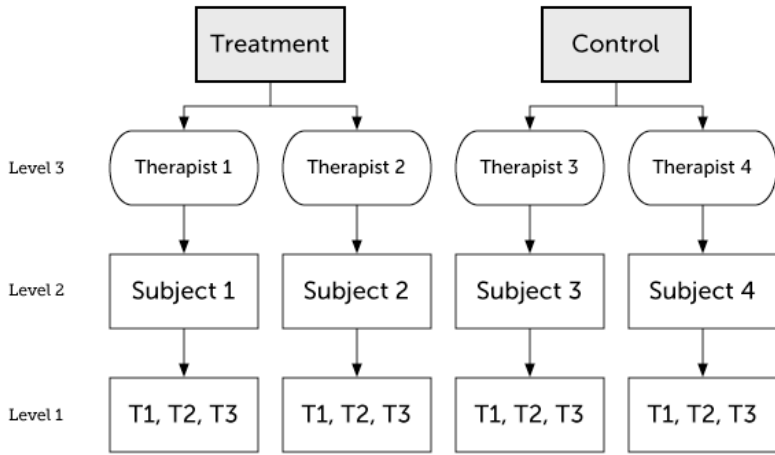 Treatment
Control
Level 3
Therapist 1
Therapist 2
Therapist 3
Therapist 4
Level 2
Subject 1
Subject 2
Subject 3
Subject 4
Level 1
T1, T2, T3
T1, T2, T3
T1, T2, T3
T1, T2, T3